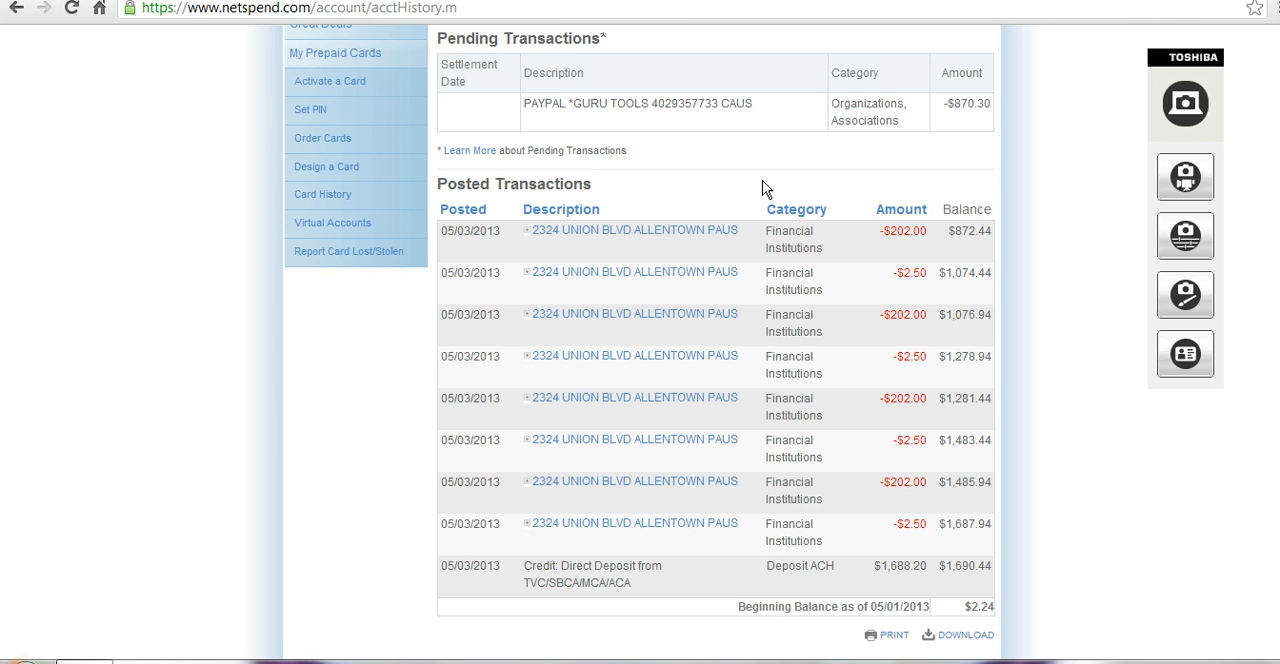 https://www.netspend.com/account/acctHistory.m
Great Deals
My Prepaid Cards
Activate a Card
Set PIN
Order Cards
Design a Card
Card History
Virtual Accounts
Report Card Lost/Stolen
Pending Transactions*
Settlement Date Description Category Amount
PAYPAL *GURU TOOLS 4029357733 CAUS Organizations, Associations -$870.30
* Learn More about Pending Transactions
Posted Transactions
Posted Description Category Amount Balance
05/03/2013 2324 UNION BLVD ALLENTOWN PAUS Financial Institutions -$202.00 $872.44
05/03/2013 2324 UNION BLVD ALLENTOWN PAUS Financial Institutions -$2.50 $1,074.44
05/03/2013 2324 UNION BLVD ALLENTOWN PAUS Financial Institutions -$202.00 $1,076.94
05/03/2013 2324 UNION BLVD ALLENTOWN PAUS Financial Institutions -$2.50 $1,278.94
05/03/2013 2324 UNION BLVD ALLENTOWN PAUS Financial Institutions -$202.00 $1,281.44
05/03/2013 2324 UNION BLVD ALLENTOWN PAUS Financial Institutions -$2.50 $1,483.44
05/03/2013 2324 UNION BLVD ALLENTOWN PAUS Financial Institutions -$202.00 $1,485.94
05/03/2013 2324 UNION BLVD ALLENTOWN PAUS Financial Institutions -$2.50 $1,687.94
05/03/2013 Credit: Direct Deposit from TVC/SBCA/MCA/ACA Deposit ACH $1,688.20 $1,690.44
Beginning Balance as of 05/01/2013 $2.24
PRINT DOWNLOAD
TOSHIBA